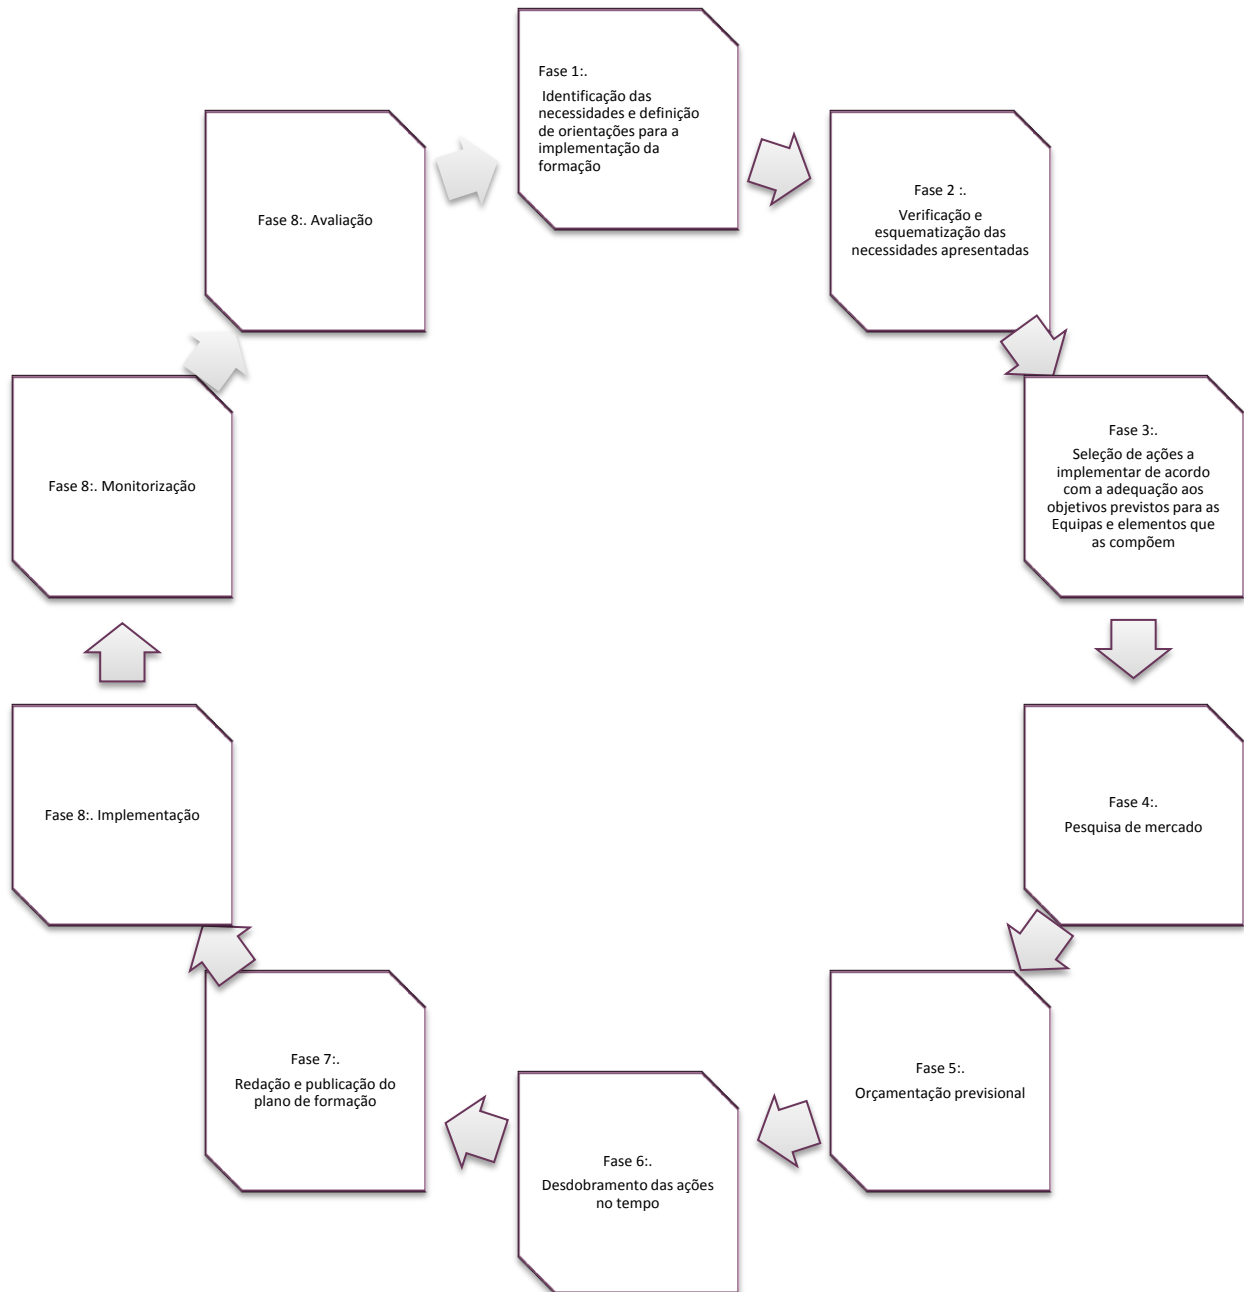 Fase 1:.
Identificação das
necessidades e definição
de orientações para a
implementação da
formação
Fase 2 :.
Verificação e
esquematização das
necessidades apresentadas
Fase 3:.
Seleção de ações a
implementar de acordo
com a adequação aos
objetivos previstos para as
Equipas e elementos que
as compõem
Fase 4:.
Pesquisa de mercado
Fase 5:.
Orçamentação previsional
Fase 6:.
Desdobramento das ações
no tempo
Fase 7:.
Redação e publicação do
plano de formação
Fase 8:. Implementação
Fase 8:. Monitorização
Fase 8:. Avaliação